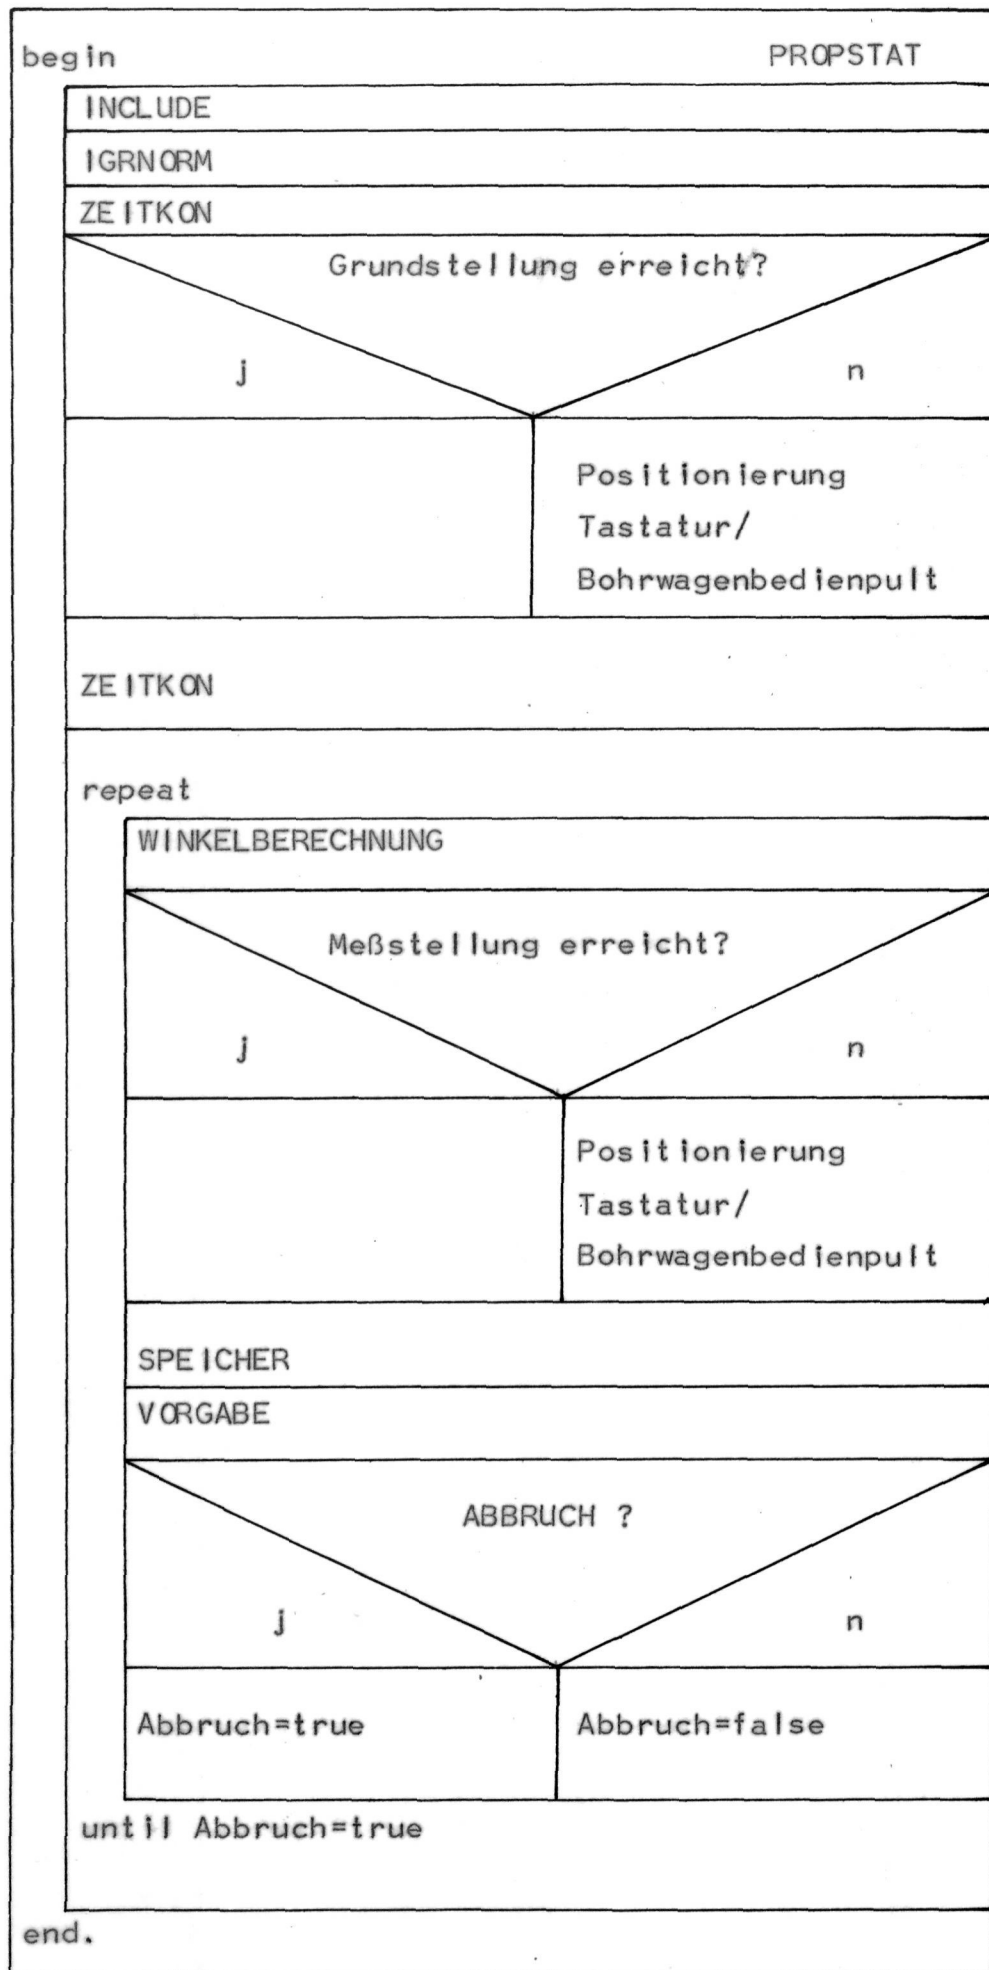 begin PROPSTAT
INCLUDE
IGRNORM
ZEITKON
Grundstellung erreicht?
j n
Positionierung
Tastatur/
Bohrwagenbedienpult
ZEITKON
repeat
WINKELBERECHNUNG
Meßstellung erreicht?
j n
Positionierung
Tastatur/
Bohrwagenbedienpult
SPEICHER
VORGABE
ABBRUCH ?
j n
Abbruch=true Abbruch=false
until Abbruch=true
end.